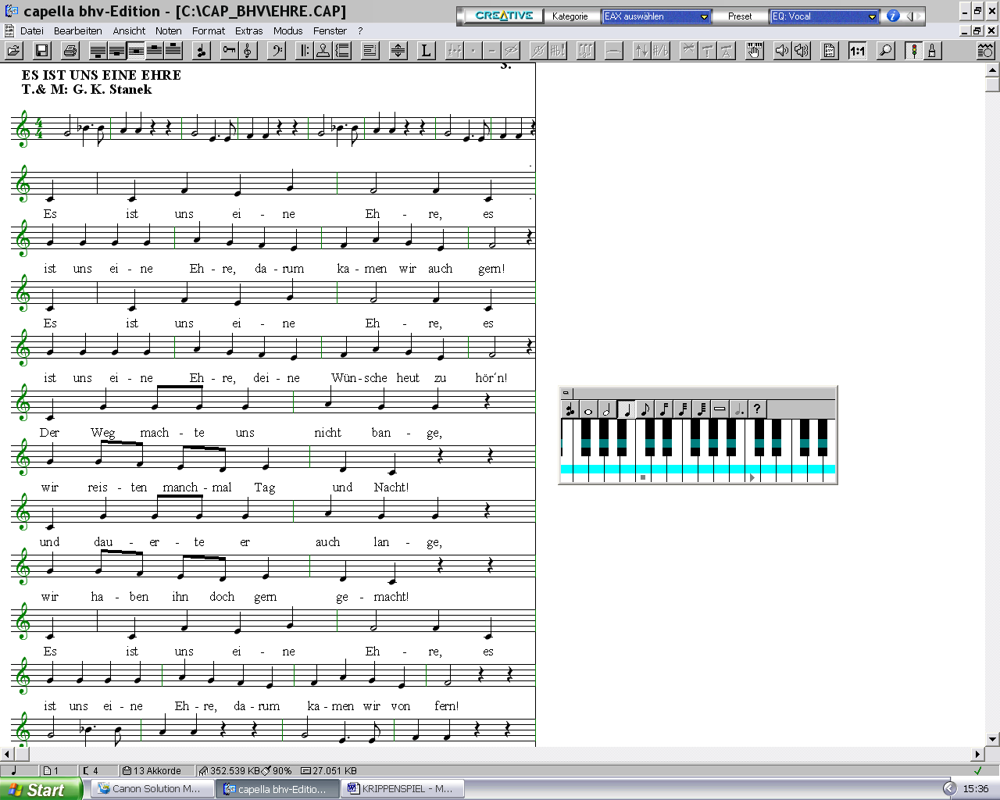 capella bhv-Edition - [C:\CAP_BHV\EHRE.CAP]
CREATIVE Kategorie EAX auswählen Preset EQ: Vocal
Datei Bearbeiten Ansicht Noten Format Extras Modus Fenster ?
L 1:1
3.
ES IST UNS EINE EHRE
T.& M: G. K. Stanek
4
4
Es ist uns ei - ne Eh - re, es
ist uns ei - ne Eh - re, da - rum ka - men wir auch gern!
Es ist uns ei - ne Eh - re, es
ist uns ei - ne Eh - re, dei - ne Wün - sche heut zu hör´n!
Der Weg mach - te uns nicht ban - ge,
wir reis - ten manch - mal Tag und Nacht!
und dau - er - te er auch lan - ge,
wir ha - ben ihn doch gern ge - macht!
Es ist uns ei - ne Eh - re, es
ist uns ei - ne Eh - re, da - rum ka - men wir von fern!
?
1 4 13 Akkorde 352.539 KB 90% 27.051 KB
Start Canon Solution M... capella bhv-Editio... KRIPPENSPIEL - M... 15:36